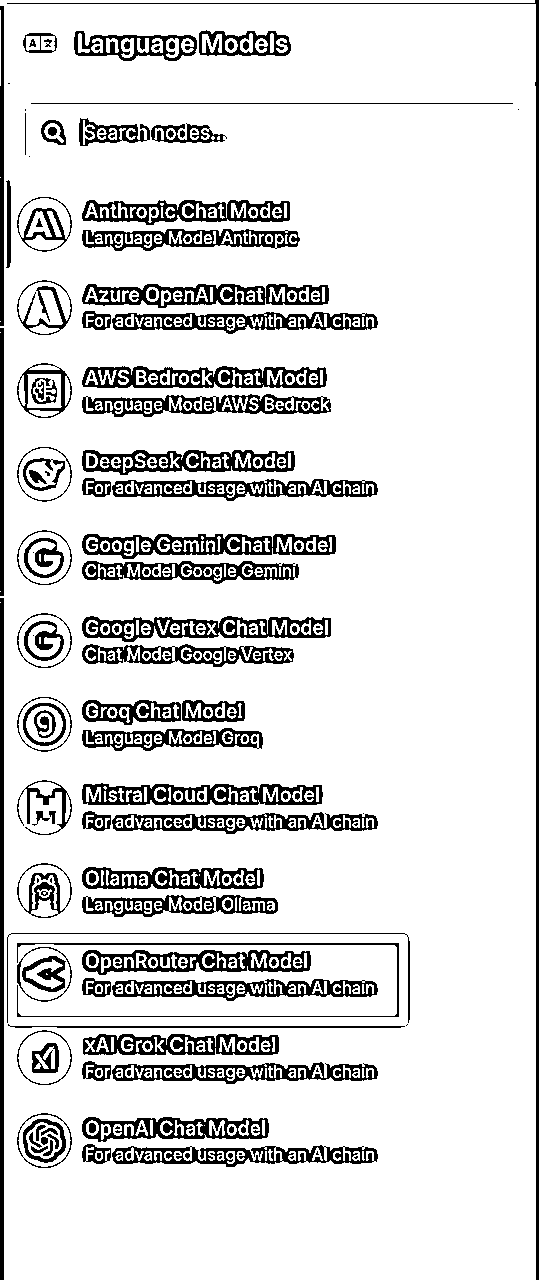 Language Models
Search nodes...
Anthropic Chat Model
Language Model Anthropic
Azure OpenAI Chat Model
For advanced usage with an AI chain
AWS Bedrock Chat Model
Language Model AWS Bedrock
DeepSeek Chat Model
For advanced usage with an AI chain
Google Gemini Chat Model
Chat Model Google Gemini
Google Vertex Chat Model
Chat Model Google Vertex
Groq Chat Model
Language Model Groq
Mistral Cloud Chat Model
For advanced usage with an AI chain
Ollama Chat Model
Language Model Ollama
OpenRouter Chat Model
For advanced usage with an AI chain
xAI Grok Chat Model
For advanced usage with an AI chain
OpenAI Chat Model
For advanced usage with an AI chain